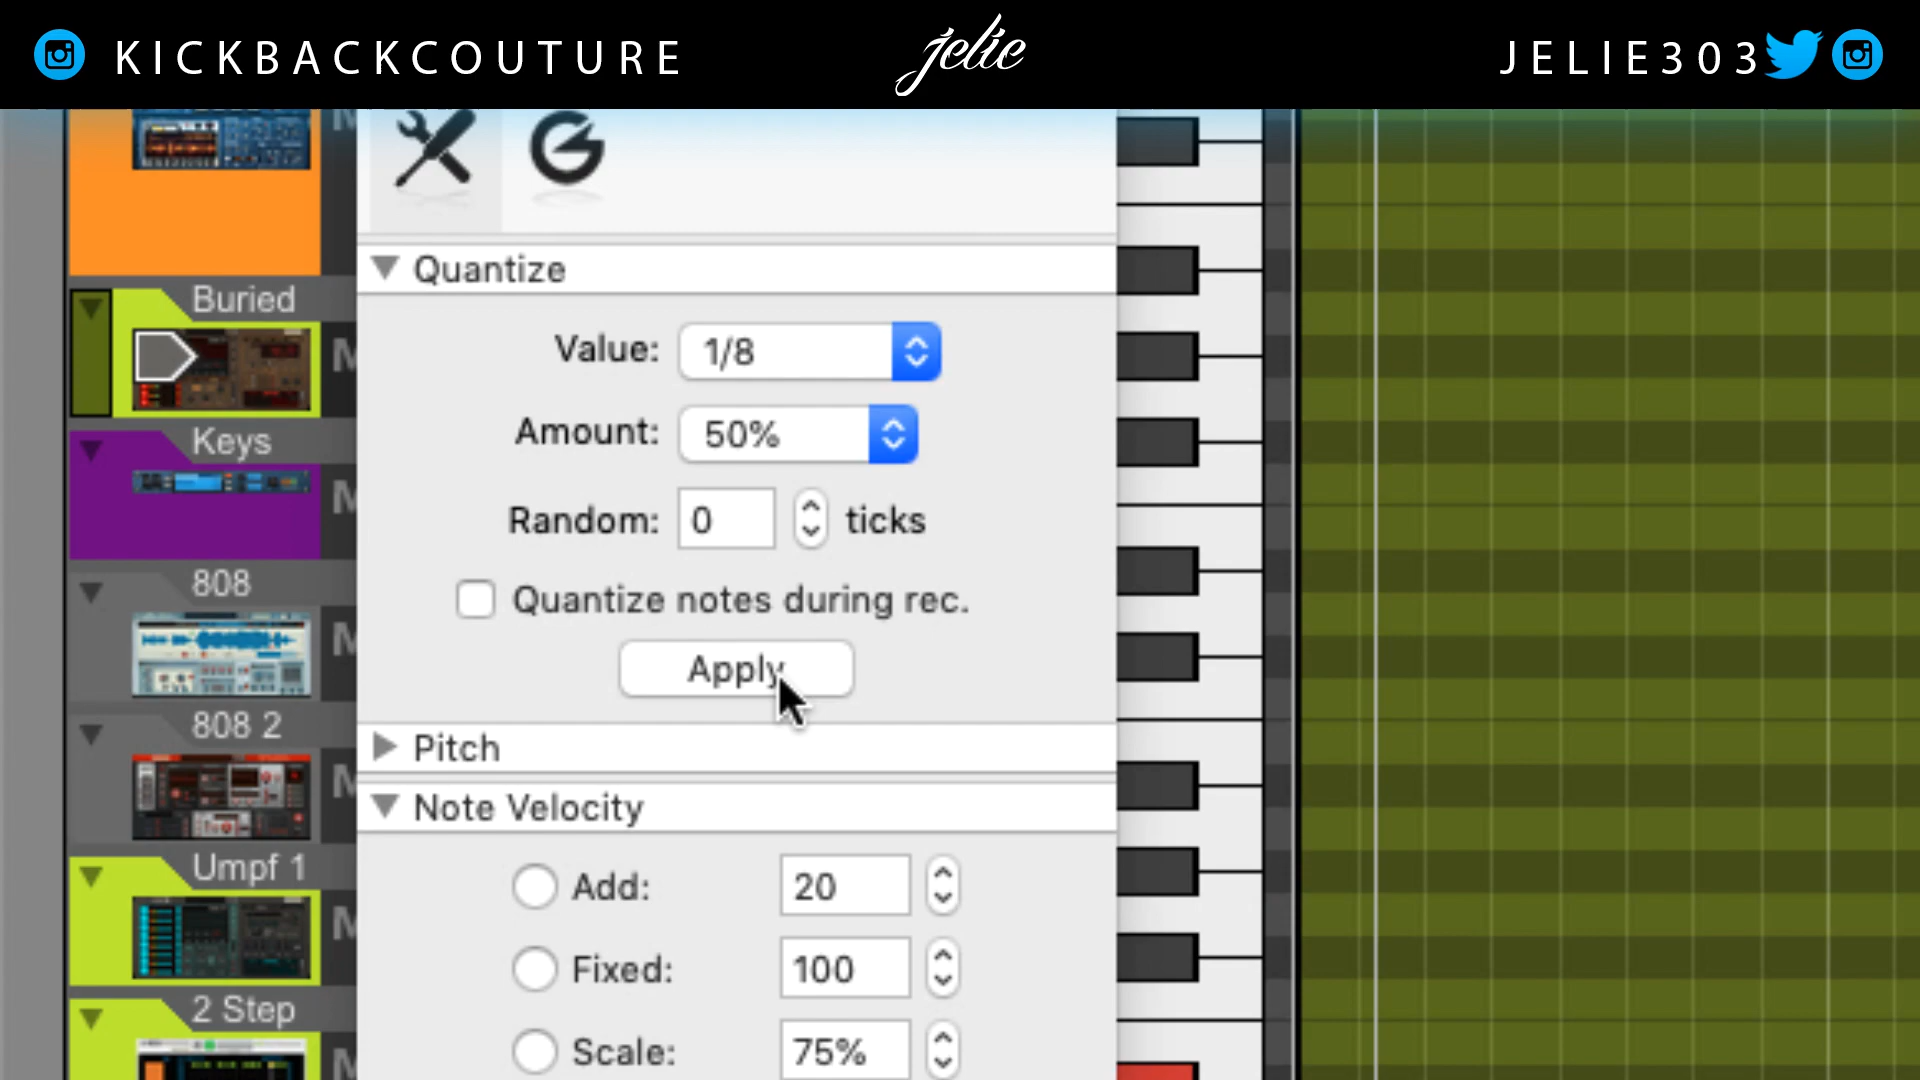 KICKBACKCOUTURE
jelie
JELIE303
Quantize
Value: 1/8
Amount: 50%
Random: 0 ticks
Quantize notes during rec.
Apply
Pitch
Note Velocity
Add: 20
Fixed: 100
Scale: 75%
Buried
M
Keys
M
808
M
808 2
M
Umpf 1
M
2 Step
M